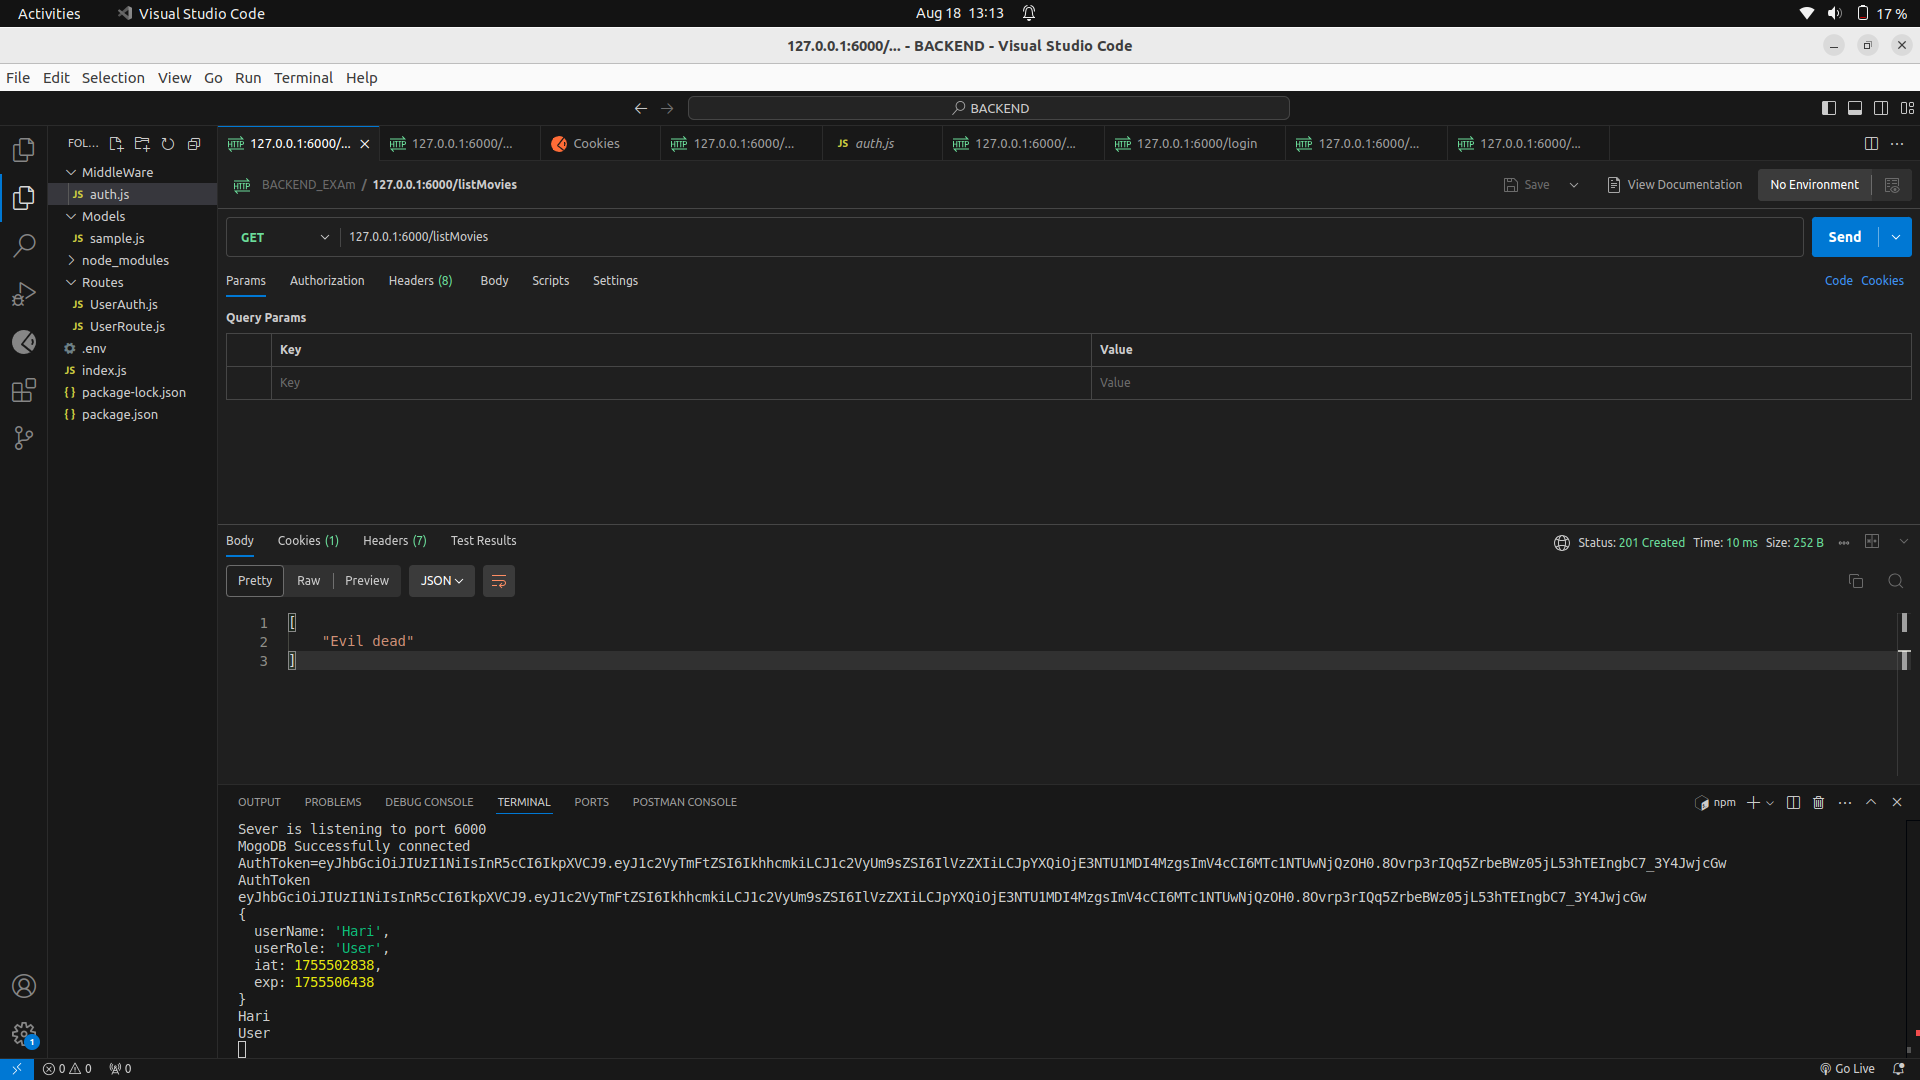 Activities
Visual Studio Code
Aug 18 13:13
17 %
127.0.0.1:6000/... - BACKEND - Visual Studio Code
File Edit Selection View Go Run Terminal Help
BACKEND
FOL...
127.0.0.1:6000/...
127.0.0.1:6000/...
Cookies
127.0.0.1:6000/...
JS auth.js
127.0.0.1:6000/...
127.0.0.1:6000/login
127.0.0.1:6000/...
127.0.0.1:6000/...
MiddleWare
JS auth.js
Models
JS sample.js
node_modules
Routes
JS UserAuth.js
JS UserRoute.js
.env
JS index.js
{} package-lock.json
{} package.json
HTTP BACKEND_EXAm / 127.0.0.1:6000/listMovies
Save
View Documentation
No Environment
GET 127.0.0.1:6000/listMovies
Send
Params Authorization Headers (8) Body Scripts Settings
Code Cookies
Query Params
Key Value
Key Value
Body Cookies (1) Headers (7) Test Results
Status: 201 Created Time: 10 ms Size: 252 B
Pretty Raw Preview JSON
1 [
2 "Evil dead"
3 ]
OUTPUT PROBLEMS DEBUG CONSOLE TERMINAL PORTS POSTMAN CONSOLE
npm
Sever is listening to port 6000
MogoDB Successfully connected
AuthToken=eyJhbGciOiJIUzI1NiIsInR5cCI6IkpXVCJ9.eyJ1c2VyTmFtZSI6IkhhcmkiLCJ1c2VyUm9sZSI6IlVzZXIiLCJpYXQiOjE3NTU1MDI4MzgsImV4cCI6MTc1NTUwNjQzOH0.8Ovrp3rIQq5ZrbeBWz05jL53hTEIngbC7_3Y4JwjcGw
AuthToken
eyJhbGciOiJIUzI1NiIsInR5cCI6IkpXVCJ9.eyJ1c2VyTmFtZSI6IkhhcmkiLCJ1c2VyUm9sZSI6IlVzZXIiLCJpYXQiOjE3NTU1MDI4MzgsImV4cCI6MTc1NTUwNjQzOH0.8Ovrp3rIQq5ZrbeBWz05jL53hTEIngbC7_3Y4JwjcGw
{
userName: 'Hari',
userRole: 'User',
iat: 1755502838,
exp: 1755506438
}
Hari
User
1
0 0 0
Go Live